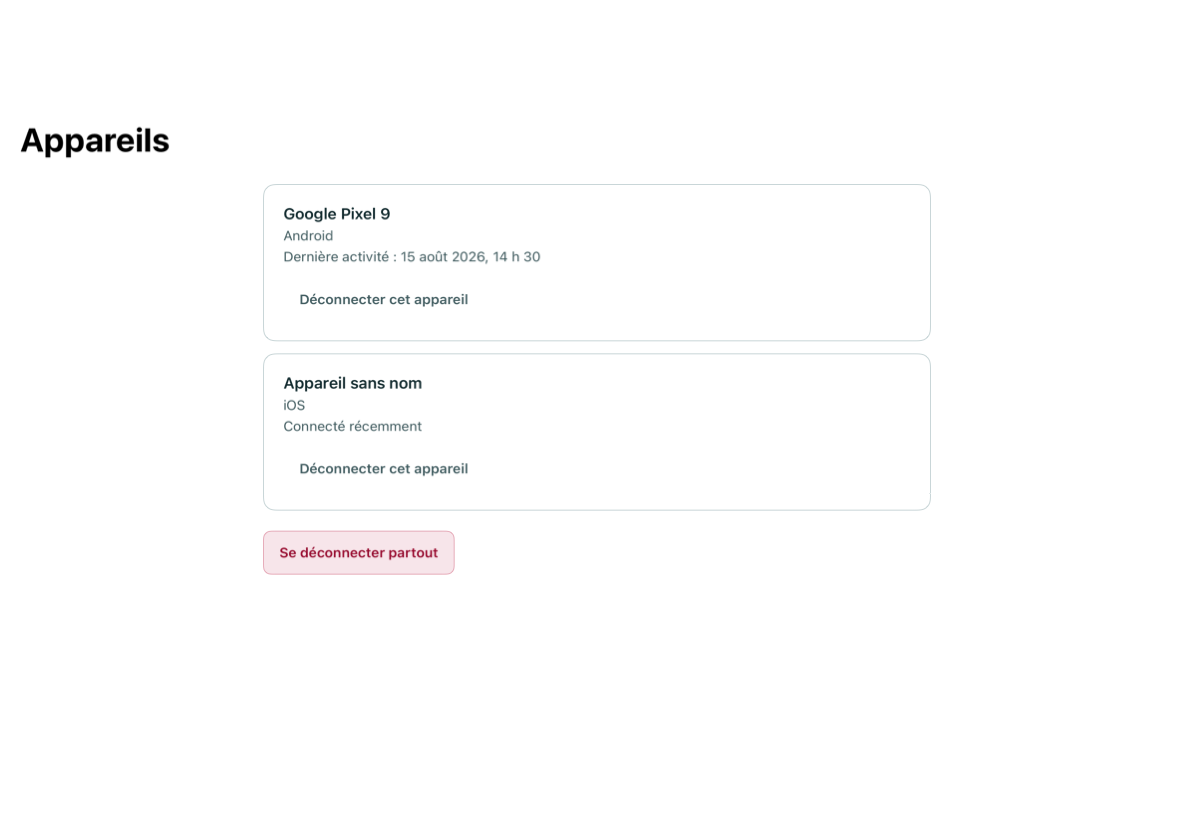 Appareils
Google Pixel 9
Android
Dernière activité : 15 août 2026, 14 h 30
Déconnecter cet appareil
Appareil sans nom
iOS
Connecté récemment
Déconnecter cet appareil
Se déconnecter partout